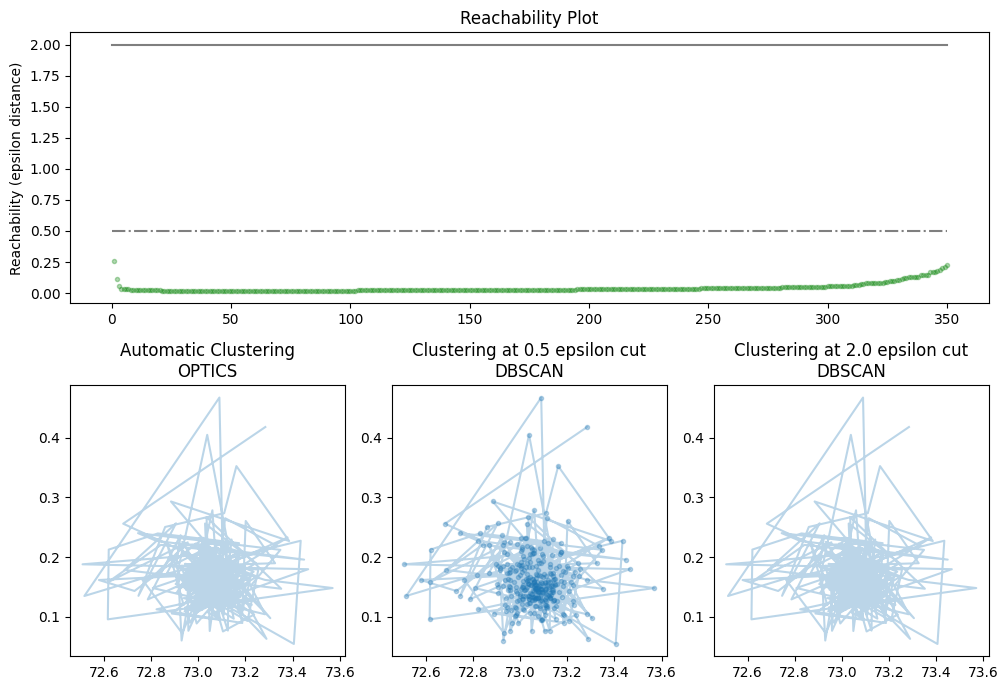 Reachability Plot
Reachability (epsilon distance)
2.00
1.75
1.50
1.25
1.00
0.75
0.50
0.25
0.00
0 50 100 150 200 250 300 350
Automatic Clustering
OPTICS
0.4
0.3
0.2
0.1
72.6 72.8 73.0 73.2 73.4 73.6
Clustering at 0.5 epsilon cut
DBSCAN
0.4
0.3
0.2
0.1
72.6 72.8 73.0 73.2 73.4 73.6
Clustering at 2.0 epsilon cut
DBSCAN
0.4
0.3
0.2
0.1
72.6 72.8 73.0 73.2 73.4 73.6